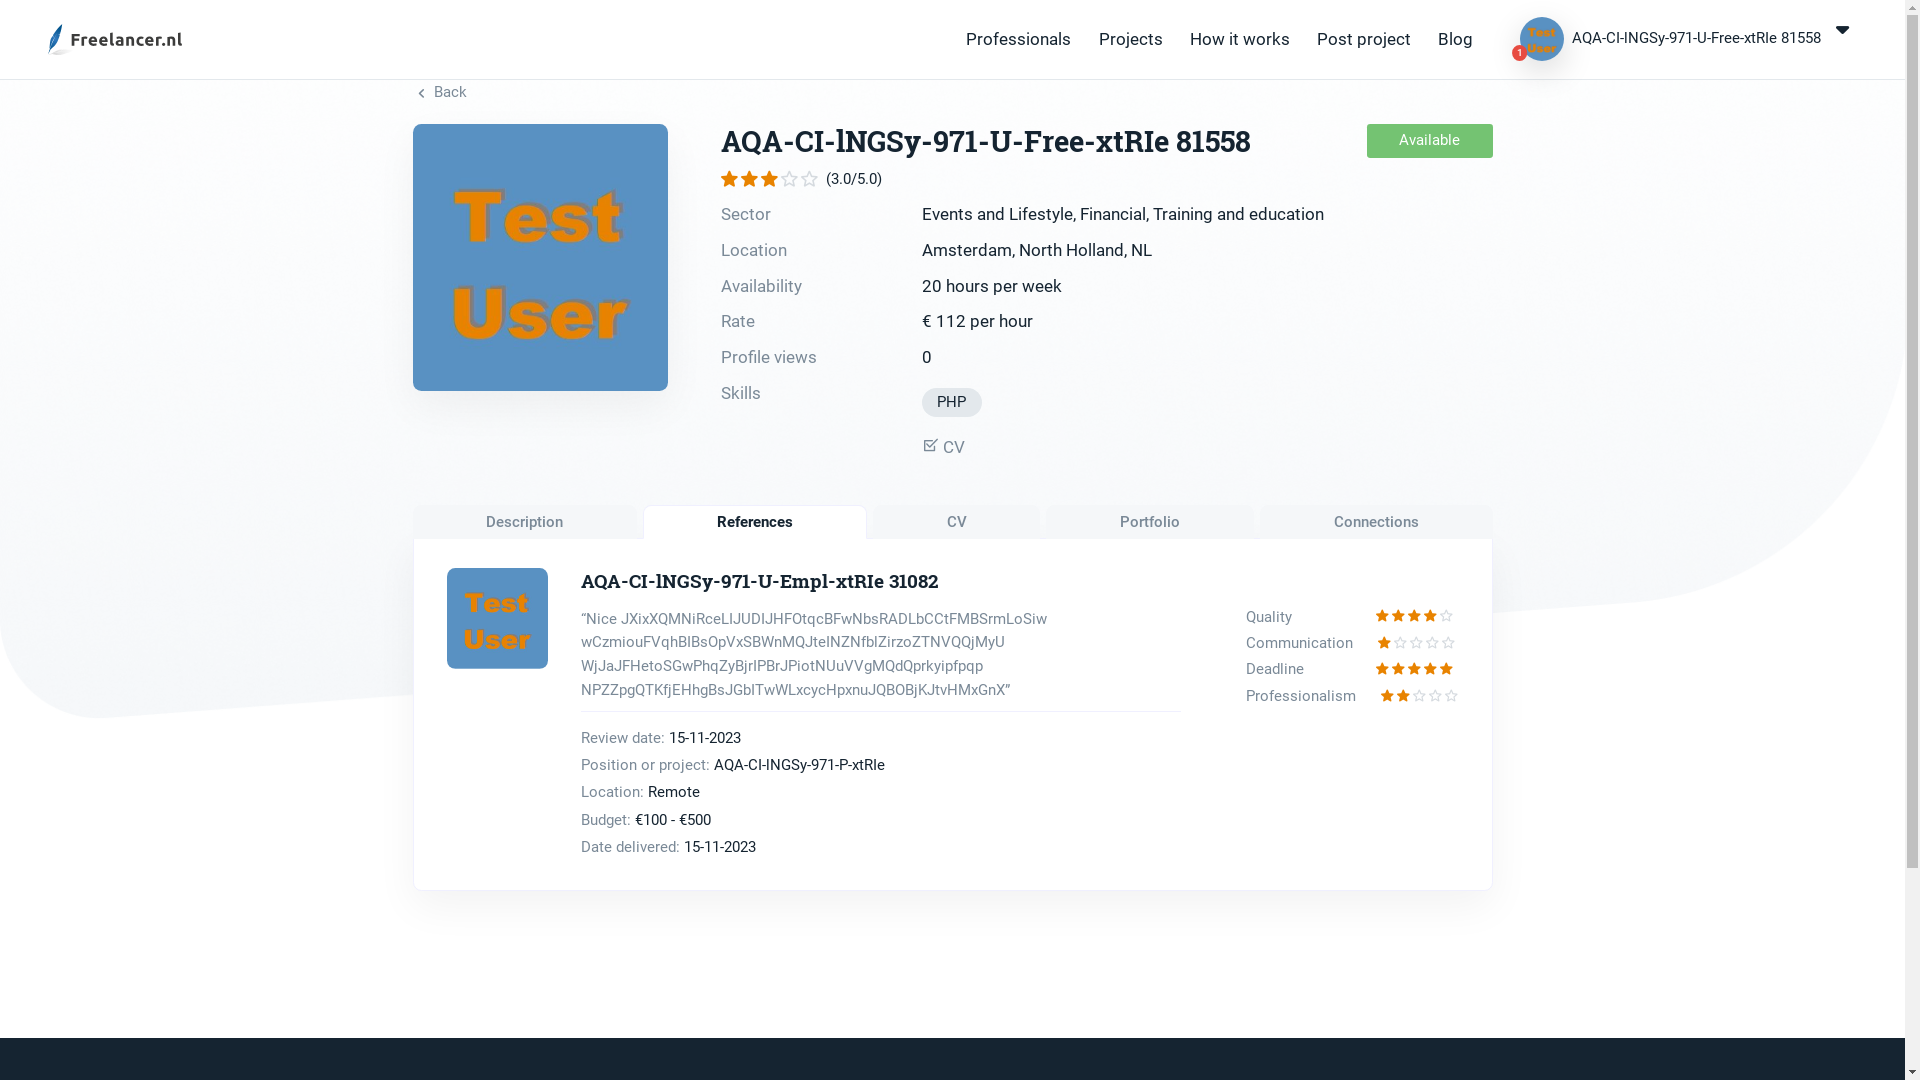 Freelancer.nl
Professionals
Projects
How it works
Post project
Blog
Test
User
1
AQA-CI-lNGSy-971-U-Free-xtRIe 81558
Back
Test
User
AQA-CI-lNGSy-971-U-Free-xtRIe 81558
Available
(3.0/5.0)
Sector Events and Lifestyle, Financial, Training and education
Location Amsterdam, North Holland, NL
Availability 20 hours per week
Rate € 112 per hour
Profile views 0
Skills PHP
CV
Description
References
CV
Portfolio
Connections
Test
User
AQA-CI-lNGSy-971-U-Empl-xtRIe 31082
“Nice JXixXQMNiRceLIJUDIJHFOtqcBFwNbsRADLbCCtFMBSrmLoSiw
wCzmiouFVqhBIBsOpVxSBWnMQJteINZNfblZirzoZTNVQQjMyU
WjJaJFHetoSGwPhqZyBjrIPBrJPiotNUuVVgMQdQprkyipfpqp
NPZZpgQTKfjEHhgBsJGbITwWLxcycHpxnuJQBOBjKJtvHMxGnX”
Quality
Communication
Deadline
Professionalism
Review date: 15-11-2023
Position or project: AQA-CI-lNGSy-971-P-xtRIe
Location: Remote
Budget: €100 - €500
Date delivered: 15-11-2023